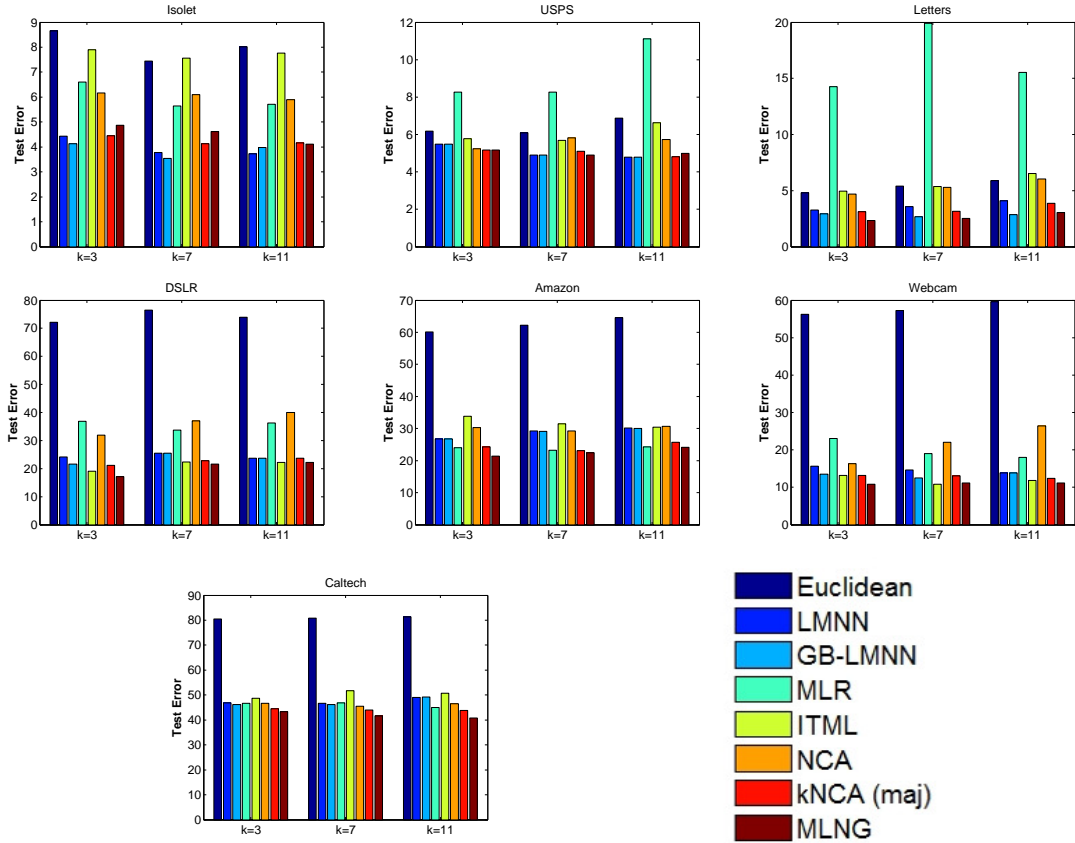 Isolet
Test Error
9
8
7
6
5
4
3
2
1
0
k=3 k=7 k=11
USPS
Test Error
12
10
8
6
4
2
0
k=3 k=7 k=11
Letters
Test Error
20
15
10
5
0
k=3 k=7 k=11
DSLR
Test Error
80
70
60
50
40
30
20
10
0
k=3 k=7 k=11
Amazon
Test Error
70
60
50
40
30
20
10
0
k=3 k=7 k=11
Webcam
Test Error
60
50
40
30
20
10
0
k=3 k=7 k=11
Caltech
Test Error
90
80
70
60
50
40
30
20
10
0
k=3 k=7 k=11
Euclidean
LMNN
GB-LMNN
MLR
ITML
NCA
kNCA (maj)
MLNG